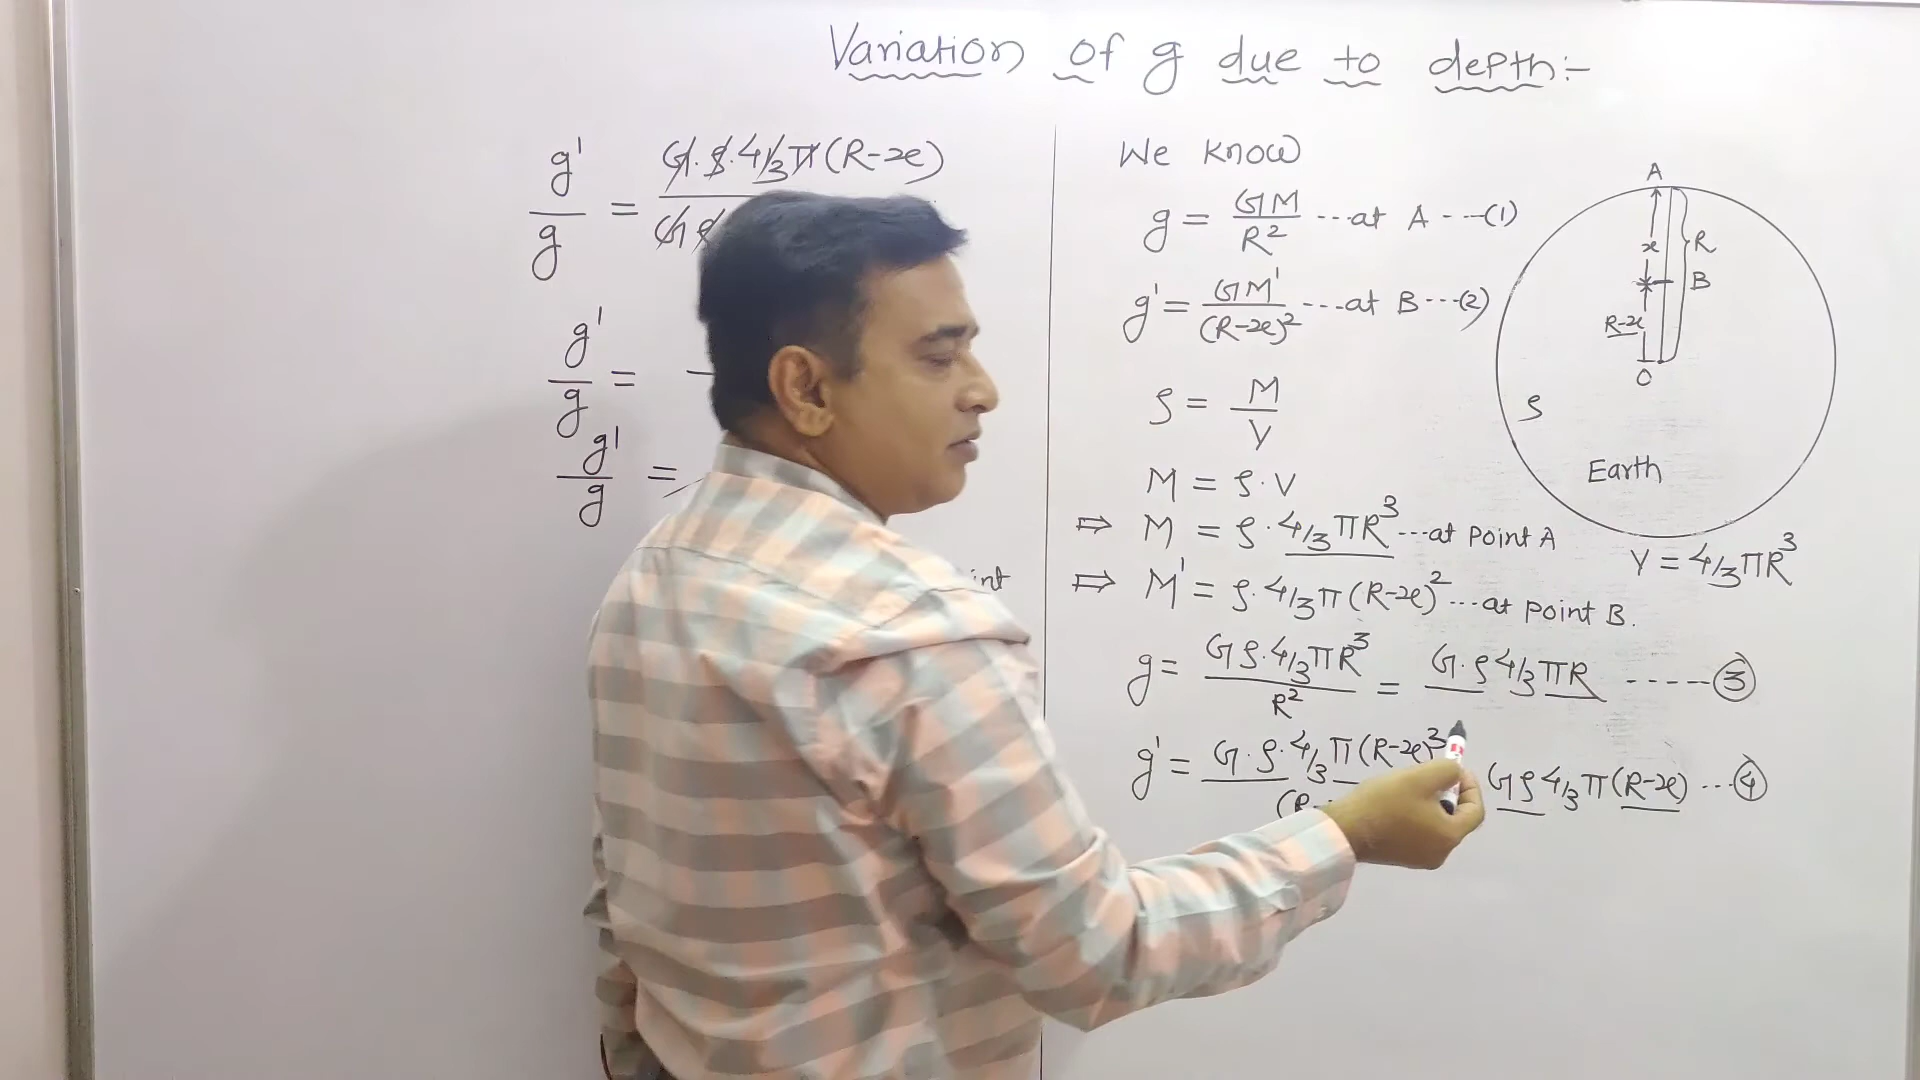 Variation of g due to depth:-
g'/g = G.ρ.4/3π(R-x)
Gρ
g'/g =
g'/g =
We know
g = GM/R² ---at A ---(1)
g' = GM'/(R-x)² ---at B ---(2)
ρ = M/V
M = ρ.V
⇒ M = ρ.4/3πR³ ---at Point A
⇒ M' = ρ.4/3π(R-x)² ---at Point B.
g = Gρ.4/3πR³/R² = G.ρ4/3πR -----③
g' = G.ρ.4/3π(R-x)³ Gρ4/3π(R-x) ---④
A
x
R
B
R-x
O
ρ
Earth
V = 4/3πR³